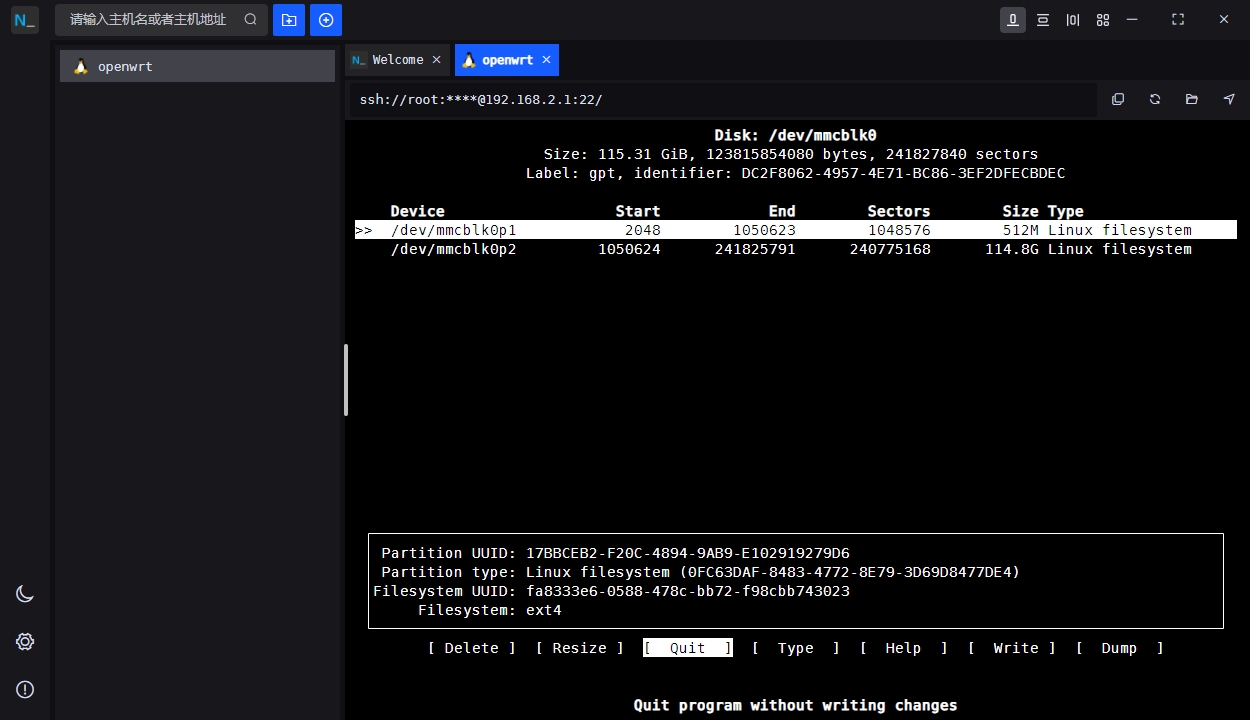 N_ 请输入主机名或者主机地址
openwrt
N_ Welcome openwrt
ssh://root:****@192.168.2.1:22/
Disk: /dev/mmcblk0
Size: 115.31 GiB, 123815854080 bytes, 241827840 sectors
Label: gpt, identifier: DC2F8062-4957-4E71-BC86-3EF2DFECBDEC
Device Start End Sectors Size Type
>> /dev/mmcblk0p1 2048 1050623 1048576 512M Linux filesystem
/dev/mmcblk0p2 1050624 241825791 240775168 114.8G Linux filesystem
Partition UUID: 17BBCEB2-F20C-4894-9AB9-E102919279D6
Partition type: Linux filesystem (0FC63DAF-8483-4772-8E79-3D69D8477DE4)
Filesystem UUID: fa8333e6-0588-478c-bb72-f98cbb743023
Filesystem: ext4
[ Delete ] [ Resize ] [ Quit ] [ Type ] [ Help ] [ Write ] [ Dump ]
Quit program without writing changes